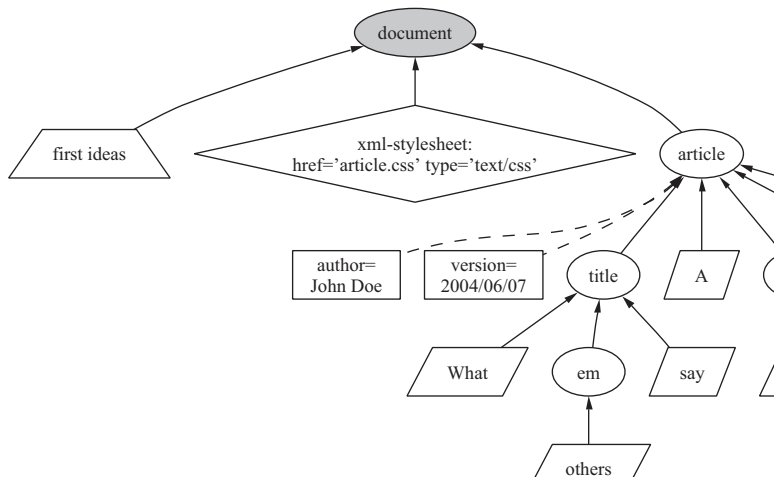 document
first ideas
xml-stylesheet:
href=’article.css’ type=’text/css’
article
author=
John Doe
version=
2004/06/07
title
A
What
em
say
others